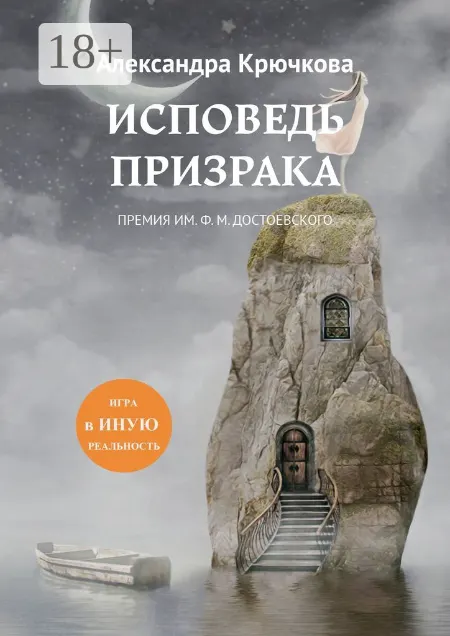 18+
Александра Крючкова
ИСПОВЕДЬ
ПРИЗРАКА
ПРЕМИЯ ИМ. Ф. М. ДОСТОЕВСКОГО
ИГРА
в ИНУЮ
РЕАЛЬНОСТЬ